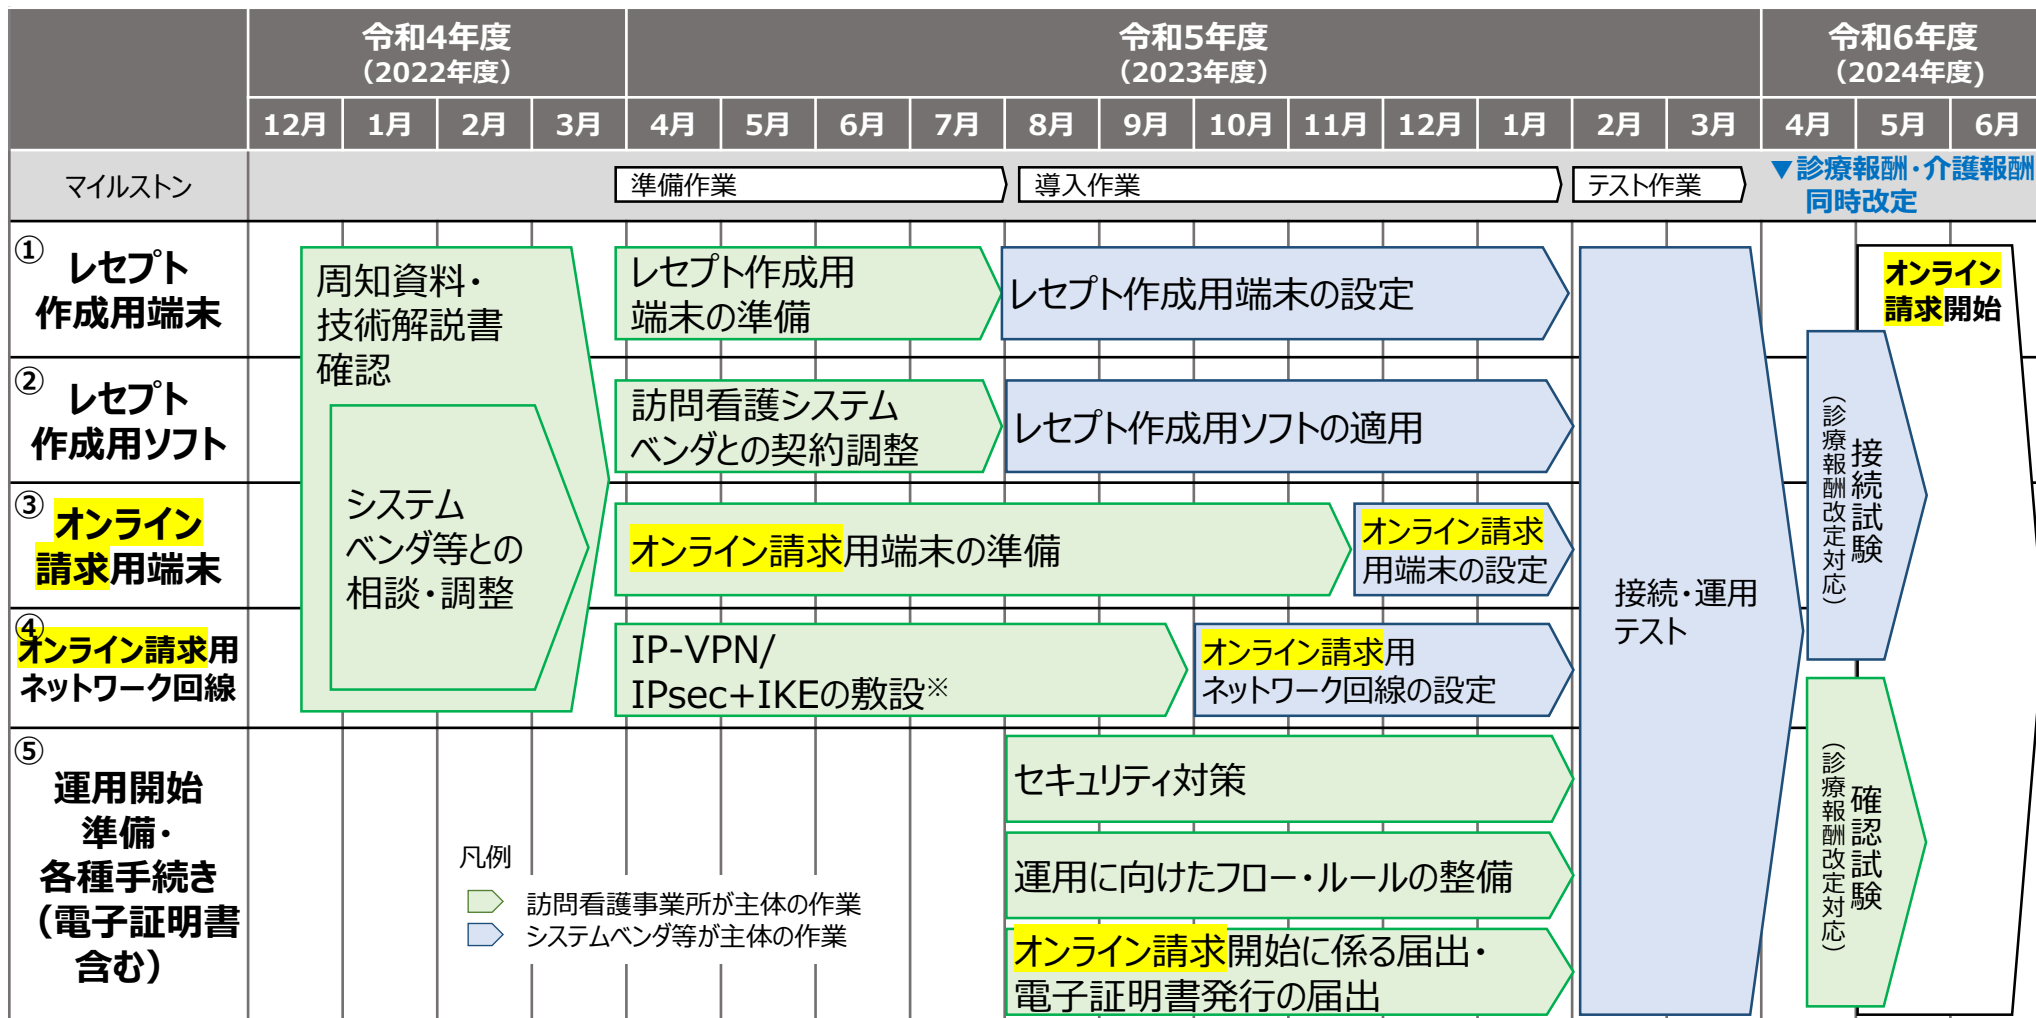 令和4年度
（2022年度）
令和5年度
（2023年度）
令和6年度
（2024年度）
12月 1月 2月 3月 4月 5月 6月 7月 8月 9月 10月 11月 12月 1月 2月 3月 4月 5月 6月
マイルストン
準備作業
導入作業
テスト作業
▼診療報酬・介護報酬
同時改定
①
レセプト
作成用端末
周知資料・
技術解説書
確認
レセプト作成用
端末の準備
レセプト作成用端末の設定
オンライン
請求開始
②
レセプト
作成用ソフト
訪問看護システム
ベンダとの契約調整
レセプト作成用ソフトの適用
③
オンライン
請求用端末
システム
ベンダ等との
相談・調整
オンライン請求用端末の準備
オンライン請求
用端末の設定
接続・運用
テスト
接続試験
（診療報酬改定対応）
④
オンライン請求用
ネットワーク回線
IP-VPN/
IPsec+IKEの敷設※
オンライン請求用
ネットワーク回線の設定
⑤
運用開始
準備・
各種手続き
（電子証明書
含む）
セキュリティ対策
運用に向けたフロー・ルールの整備
オンライン請求開始に係る届出・
電子証明書発行の届出
確認試験
（診療報酬改定対応）
凡例
訪問看護事業所が主体の作業
システムベンダ等が主体の作業